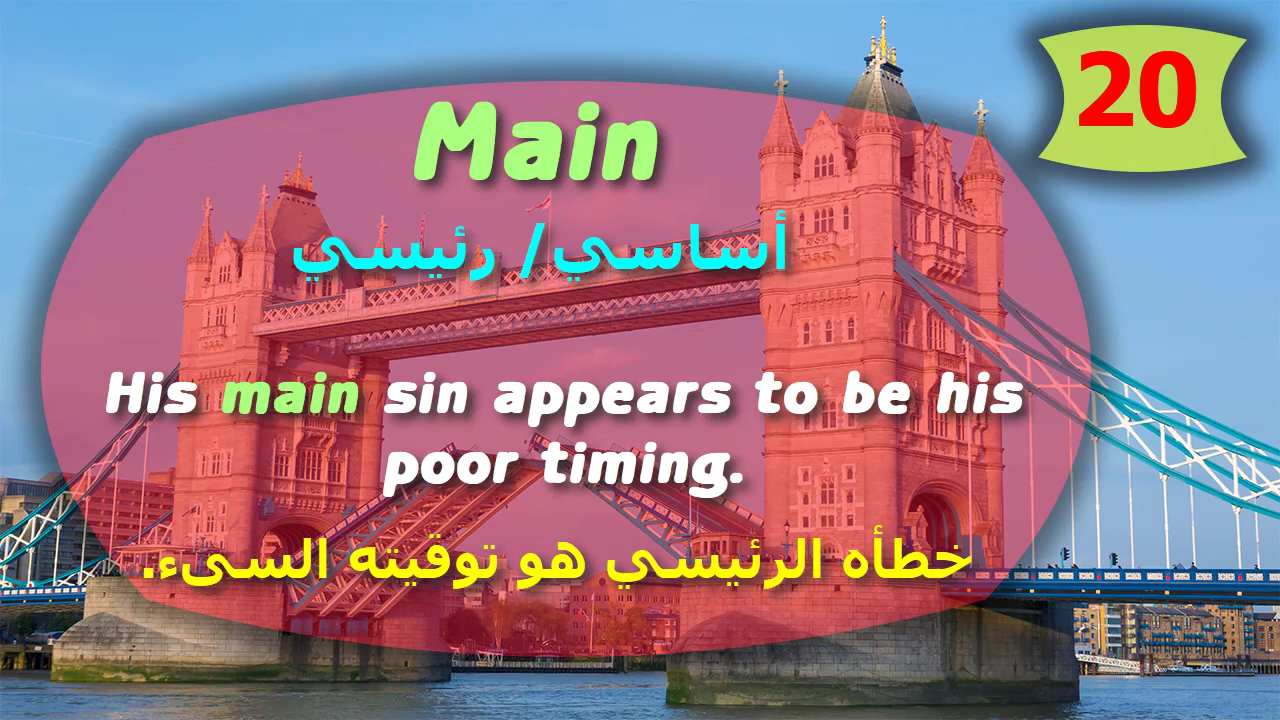 20
Main
أساسي/ رئيسي
His main sin appears to be his
poor timing.
خطأه الرئيسي هو توقيته السىء.